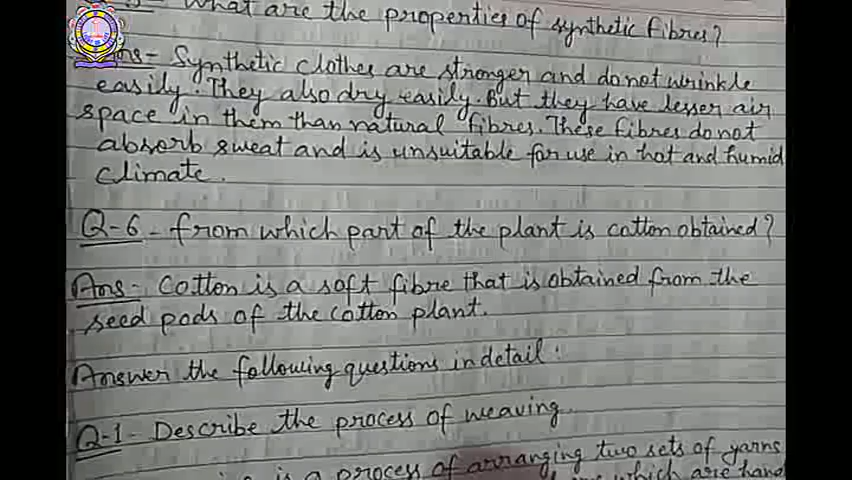 What are the properties of synthetic fibres?
Ans- Synthetic clothes are stronger and do not wrinkle
easily. They also dry easily. But they have lesser air
space in them than natural fibres. These fibres do not
absorb sweat and is unsuitable for use in hot and humid
climate.
Q-6- from which part of the plant is cotton obtained?
Ans- Cotton is a soft fibre that is obtained from the
seed pods of the cotton plant.
Answer the following questions in detail:
Q-1- Describe the process of weaving.
is a process of arranging two sets of yarns
which are hand